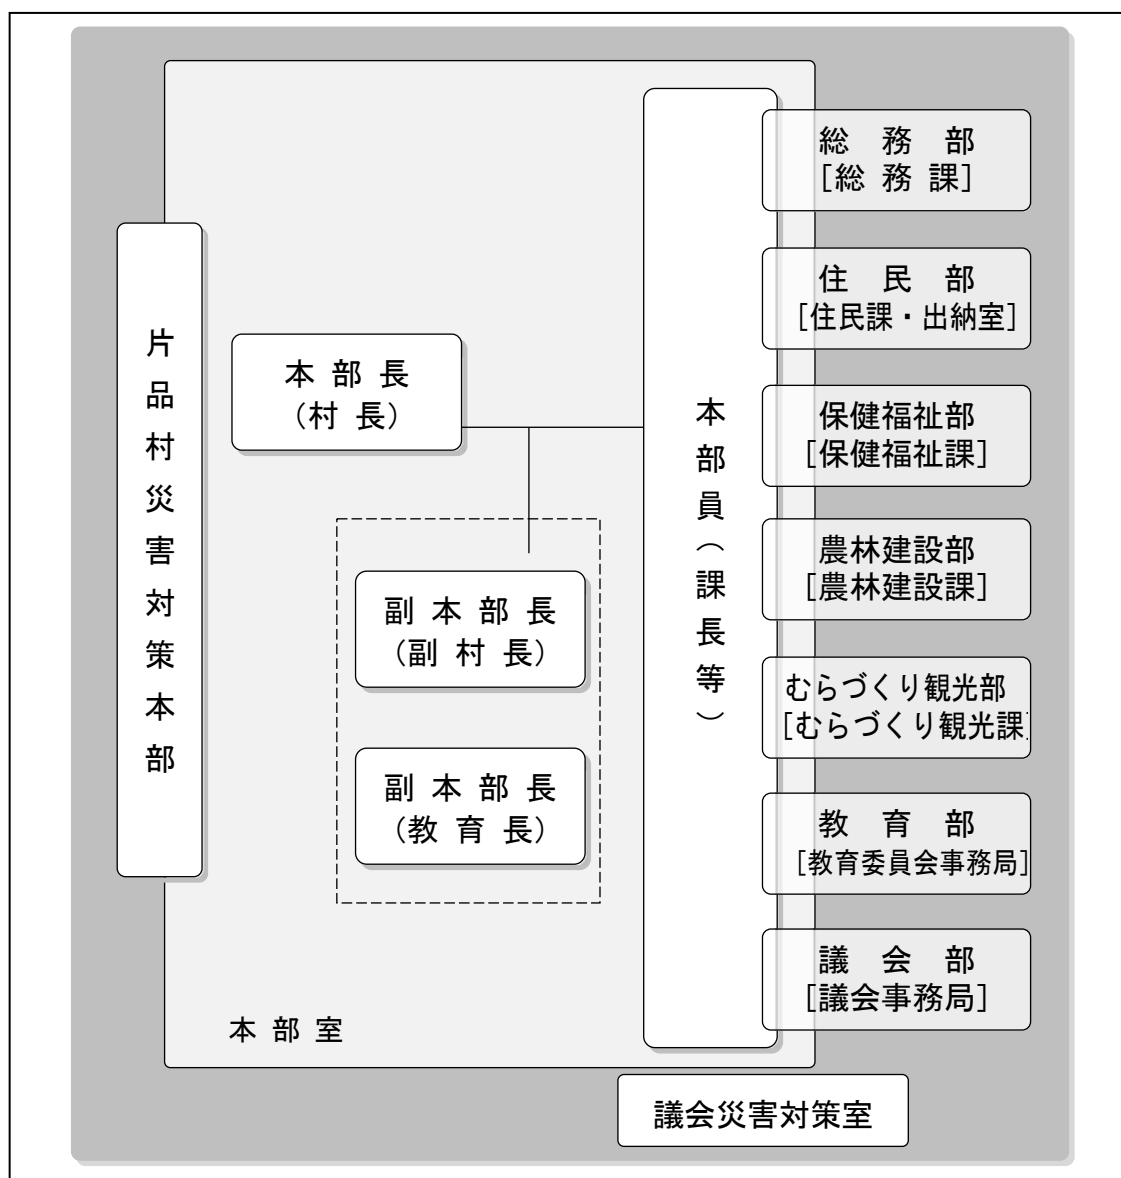 片品村災害対策本部
本 部 長
（村 長）
副 本 部 長
（副 村 長）
副 本 部 長
（教 育 長）
本 部 室
本部員（課長等）
総 務 部
［総 務 課］
住 民 部
［住民課・出納室］
保健福祉部
［保健福祉課］
農林建設部
［農林建設課］
むらづくり観光部
［むらづくり観光課］
教 育 部
［教育委員会事務局］
議 会 部
［議会事務局］
議会災害対策室